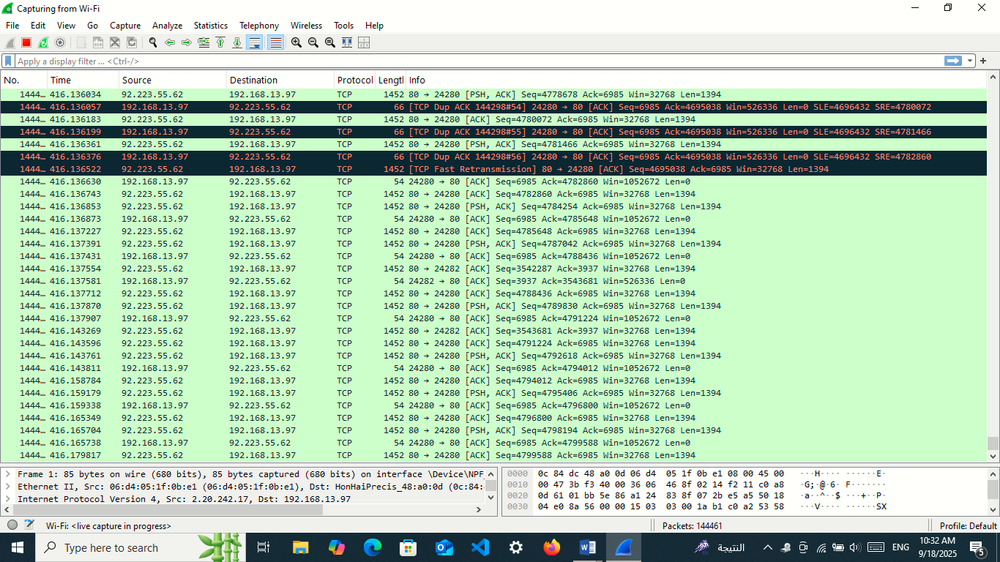 Capturing from Wi-Fi
File Edit View Go Capture Analyze Statistics Telephony Wireless Tools Help
Apply a display filter ... <Ctrl-/>
No. Time Source Destination Protocol Lengtl Info
1444… 416.136034 92.223.55.62 192.168.13.97 TCP 1452 80 → 24280 [PSH, ACK] Seq=4778678 Ack=6985 Win=32768 Len=1394
1444… 416.136057 192.168.13.97 92.223.55.62 TCP 66 [TCP Dup ACK 144298#54] 24280 → 80 [ACK] Seq=6985 Ack=4695038 Win=526336 Len=0 SLE=4696432 SRE=4780072
1444… 416.136183 92.223.55.62 192.168.13.97 TCP 1452 80 → 24280 [ACK] Seq=4780072 Ack=6985 Win=32768 Len=1394
1444… 416.136199 192.168.13.97 92.223.55.62 TCP 66 [TCP Dup ACK 144298#55] 24280 → 80 [ACK] Seq=6985 Ack=4695038 Win=526336 Len=0 SLE=4696432 SRE=4781466
1444… 416.136361 92.223.55.62 192.168.13.97 TCP 1452 80 → 24280 [PSH, ACK] Seq=4781466 Ack=6985 Win=32768 Len=1394
1444… 416.136376 192.168.13.97 92.223.55.62 TCP 66 [TCP Dup ACK 144298#56] 24280 → 80 [ACK] Seq=6985 Ack=4695038 Win=526336 Len=0 SLE=4696432 SRE=4782860
1444… 416.136522 92.223.55.62 192.168.13.97 TCP 1452 [TCP Fast Retransmission] 80 → 24280 [ACK] Seq=4695038 Ack=6985 Win=32768 Len=1394
1444… 416.136630 192.168.13.97 92.223.55.62 TCP 54 24280 → 80 [ACK] Seq=6985 Ack=4782860 Win=1052672 Len=0
1444… 416.136743 92.223.55.62 192.168.13.97 TCP 1452 80 → 24280 [ACK] Seq=4782860 Ack=6985 Win=32768 Len=1394
1444… 416.136853 92.223.55.62 192.168.13.97 TCP 1452 80 → 24280 [PSH, ACK] Seq=4784254 Ack=6985 Win=32768 Len=1394
1444… 416.136873 192.168.13.97 92.223.55.62 TCP 54 24280 → 80 [ACK] Seq=6985 Ack=4785648 Win=1052672 Len=0
1444… 416.137227 92.223.55.62 192.168.13.97 TCP 1452 80 → 24280 [ACK] Seq=4785648 Ack=6985 Win=32768 Len=1394
1444… 416.137391 92.223.55.62 192.168.13.97 TCP 1452 80 → 24280 [PSH, ACK] Seq=4787042 Ack=6985 Win=32768 Len=1394
1444… 416.137431 192.168.13.97 92.223.55.62 TCP 54 24280 → 80 [ACK] Seq=6985 Ack=4788436 Win=1052672 Len=0
1444… 416.137554 92.223.55.62 192.168.13.97 TCP 1452 80 → 24282 [ACK] Seq=3542287 Ack=3937 Win=32768 Len=1394
1444… 416.137581 192.168.13.97 92.223.55.62 TCP 54 24282 → 80 [ACK] Seq=3937 Ack=3543681 Win=526336 Len=0
1444… 416.137712 92.223.55.62 192.168.13.97 TCP 1452 80 → 24280 [ACK] Seq=4788436 Ack=6985 Win=32768 Len=1394
1444… 416.137870 92.223.55.62 192.168.13.97 TCP 1452 80 → 24280 [PSH, ACK] Seq=4789830 Ack=6985 Win=32768 Len=1394
1444… 416.137907 192.168.13.97 92.223.55.62 TCP 54 24280 → 80 [ACK] Seq=6985 Ack=4791224 Win=1052672 Len=0
1444… 416.143269 92.223.55.62 192.168.13.97 TCP 1452 80 → 24282 [ACK] Seq=3543681 Ack=3937 Win=32768 Len=1394
1444… 416.143596 92.223.55.62 192.168.13.97 TCP 1452 80 → 24280 [ACK] Seq=4791224 Ack=6985 Win=32768 Len=1394
1444… 416.143761 92.223.55.62 192.168.13.97 TCP 1452 80 → 24280 [PSH, ACK] Seq=4792618 Ack=6985 Win=32768 Len=1394
1444… 416.143811 192.168.13.97 92.223.55.62 TCP 54 24280 → 80 [ACK] Seq=6985 Ack=4794012 Win=1052672 Len=0
1444… 416.158784 92.223.55.62 192.168.13.97 TCP 1452 80 → 24280 [ACK] Seq=4794012 Ack=6985 Win=32768 Len=1394
1444… 416.159179 92.223.55.62 192.168.13.97 TCP 1452 80 → 24280 [PSH, ACK] Seq=4795406 Ack=6985 Win=32768 Len=1394
1444… 416.159338 192.168.13.97 92.223.55.62 TCP 54 24280 → 80 [ACK] Seq=6985 Ack=4796800 Win=1052672 Len=0
1444… 416.165349 92.223.55.62 192.168.13.97 TCP 1452 80 → 24280 [ACK] Seq=4796800 Ack=6985 Win=32768 Len=1394
1444… 416.165704 92.223.55.62 192.168.13.97 TCP 1452 80 → 24280 [PSH, ACK] Seq=4798194 Ack=6985 Win=32768 Len=1394
1444… 416.165738 192.168.13.97 92.223.55.62 TCP 54 24280 → 80 [ACK] Seq=6985 Ack=4799588 Win=1052672 Len=0
1444… 416.179817 92.223.55.62 192.168.13.97 TCP 1452 80 → 24280 [ACK] Seq=4799588 Ack=6985 Win=32768 Len=1394
Frame 1: 85 bytes on wire (680 bits), 85 bytes captured (680 bits) on interface \Device\NPF_
Ethernet II, Src: 06:d4:05:1f:0b:e1 (06:d4:05:1f:0b:e1), Dst: HonHaiPrecis_48:a0:0d (0c:84:
Internet Protocol Version 4, Src: 2.20.242.17, Dst: 192.168.13.97
0000 0c 84 dc 48 a0 0d 06 d4 05 1f 0b e1 08 00 45 00 ···H···· ······E·
0010 00 47 3b f3 40 00 36 06 46 8f 02 14 f2 11 c0 a8 G;·@·6· F·······
0020 0d 61 01 bb 5e 86 a1 24 83 8f 07 2b e5 a5 50 18 ·a··^··$ ···+··P·
0030 04 e0 8a 56 00 00 15 03 03 00 1a b1 c0 a2 53 58 ···V···· ······SX
Wi-Fi: <live capture in progress>
Packets: 144461
Profile: Default
Type here to search
النتيجة
ENG
10:32 AM
9/18/2025
5